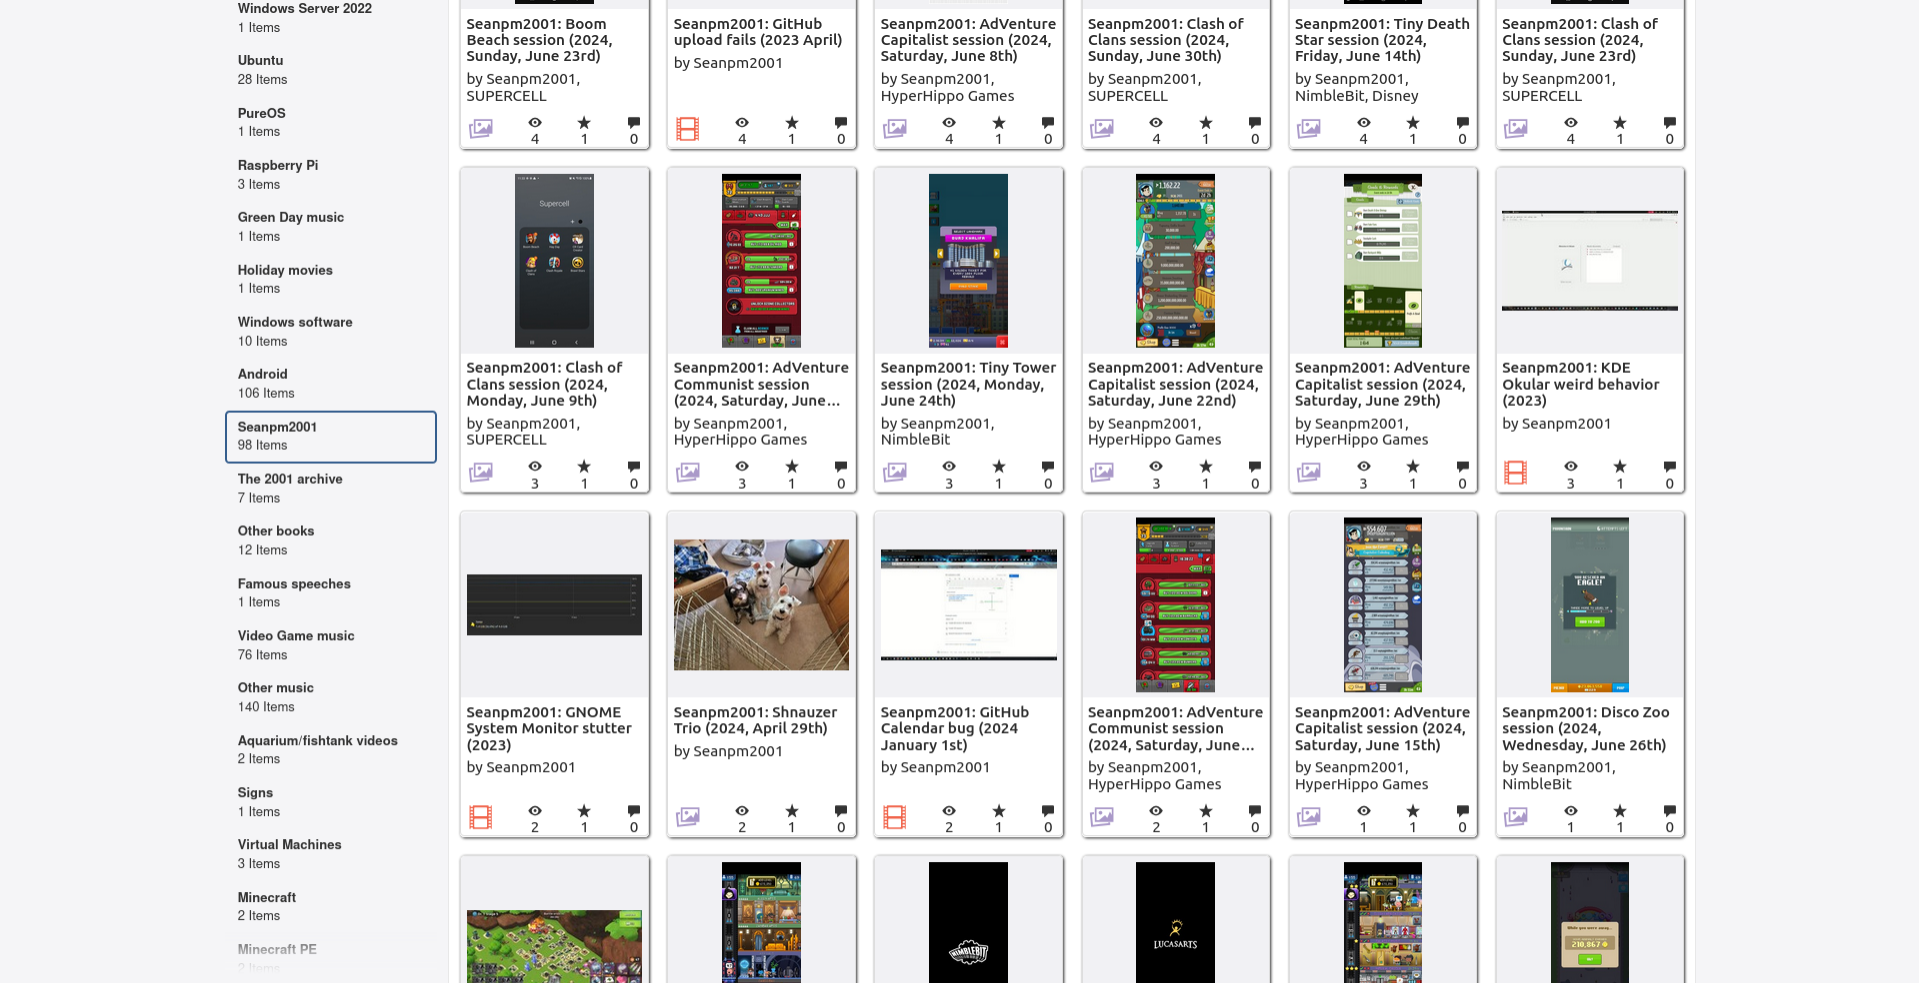 Windows Server 2022
1 Items
Ubuntu
28 Items
PureOS
1 Items
Raspberry Pi
3 Items
Green Day music
1 Items
Holiday movies
1 Items
Windows software
10 Items
Android
106 Items
Seanpm2001
98 Items
The 2001 archive
7 Items
Other books
12 Items
Famous speeches
1 Items
Video Game music
76 Items
Other music
140 Items
Aquarium/fishtank videos
2 Items
Signs
1 Items
Virtual Machines
3 Items
Minecraft
2 Items
Minecraft PE
2 Items
Seanpm2001: Boom
Beach session (2024,
Sunday, June 23rd)
by Seanpm2001,
SUPERCELL
4 1 0
Seanpm2001: GitHub
upload fails (2023 April)
by Seanpm2001
4 1 0
Seanpm2001: AdVenture
Capitalist session (2024,
Saturday, June 8th)
by Seanpm2001,
HyperHippo Games
4 1 0
Seanpm2001: Clash of
Clans session (2024,
Sunday, June 30th)
by Seanpm2001,
SUPERCELL
4 1 0
Seanpm2001: Tiny Death
Star session (2024,
Friday, June 14th)
by Seanpm2001,
NimbleBit, Disney
4 1 0
Seanpm2001: Clash of
Clans session (2024,
Sunday, June 23rd)
by Seanpm2001,
SUPERCELL
4 1 0
Supercell
Seanpm2001: Clash of
Clans session (2024,
Monday, June 9th)
by Seanpm2001,
SUPERCELL
3 1 0
Seanpm2001: AdVenture
Communist session
(2024, Saturday, June...
by Seanpm2001,
HyperHippo Games
3 1 0
Seanpm2001: Tiny Tower
session (2024, Monday,
June 24th)
by Seanpm2001,
NimbleBit
3 1 0
1,162.22
Seanpm2001: AdVenture
Capitalist session (2024,
Saturday, June 22nd)
by Seanpm2001,
HyperHippo Games
3 1 0
Seanpm2001: AdVenture
Capitalist session (2024,
Saturday, June 29th)
by Seanpm2001,
HyperHippo Games
3 1 0
Seanpm2001: KDE
Okular weird behavior
(2023)
by Seanpm2001
3 1 0
Seanpm2001: GNOME
System Monitor stutter
(2023)
by Seanpm2001
2 1 0
Seanpm2001: Shnauzer
Trio (2024, April 29th)
by Seanpm2001
2 1 0
Seanpm2001: GitHub
Calendar bug (2024
January 1st)
by Seanpm2001
2 1 0
Seanpm2001: AdVenture
Communist session
(2024, Saturday, June...
by Seanpm2001,
HyperHippo Games
2 1 0
Seanpm2001: AdVenture
Capitalist session (2024,
Saturday, June 15th)
by Seanpm2001,
HyperHippo Games
1 1 0
EAGLE!
Seanpm2001: Disco Zoo
session (2024,
Wednesday, June 26th)
by Seanpm2001,
NimbleBit
1 1 0
NIMBLEBIT
LUCASARTS
While you were away...
210,867